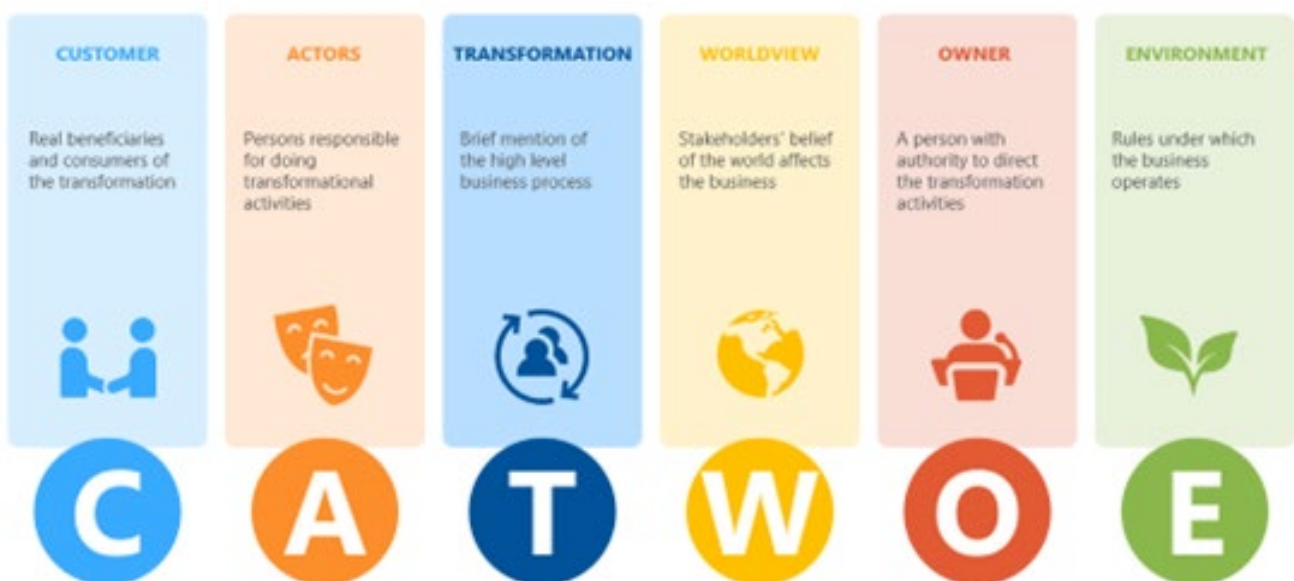 CUSTOMER
Real beneficiaries
and consumers of
the transformation
C
ACTORS
Persons responsible
for doing
transformational
activities
A
TRANSFORMATION
Brief mention of
the high level
business process
T
WORLDVIEW
Stakeholders' belief
of the world affects
the business
W
OWNER
A person with
authority to direct
the transformation
activities
O
ENVIRONMENT
Rules under which
the business
operates
E